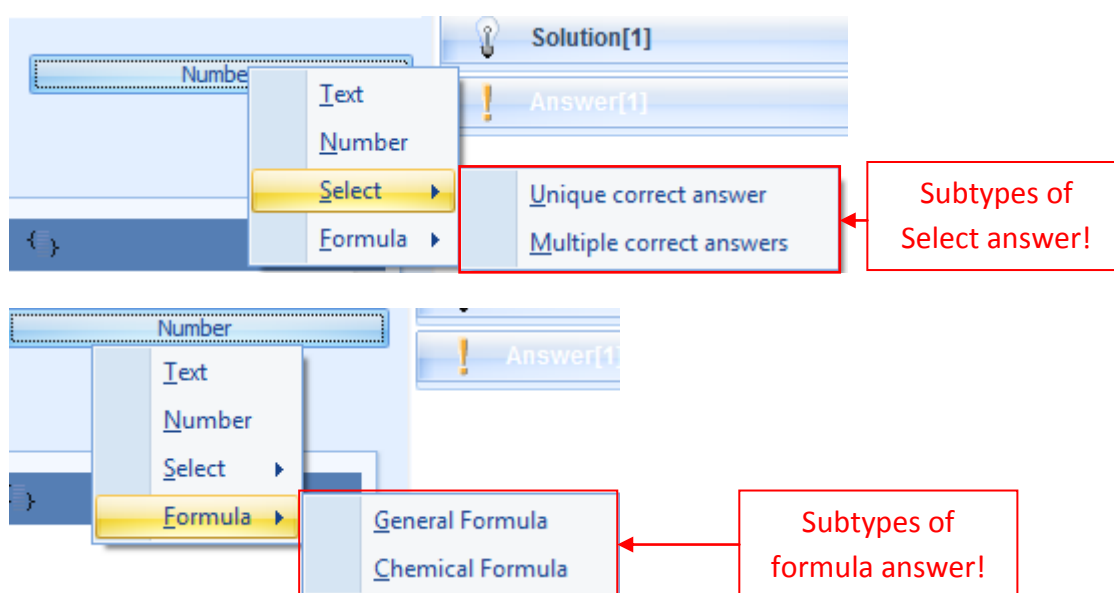 Solution[1]
Numbe
Text
Answer[1]
Number
Select
Unique correct answer
Subtypes of
Select answer!
{ }
Formula
Multiple correct answers
Number
Answer[1
Text
Number
Select
}
Formula
General Formula
Subtypes of
formula answer!
Chemical Formula